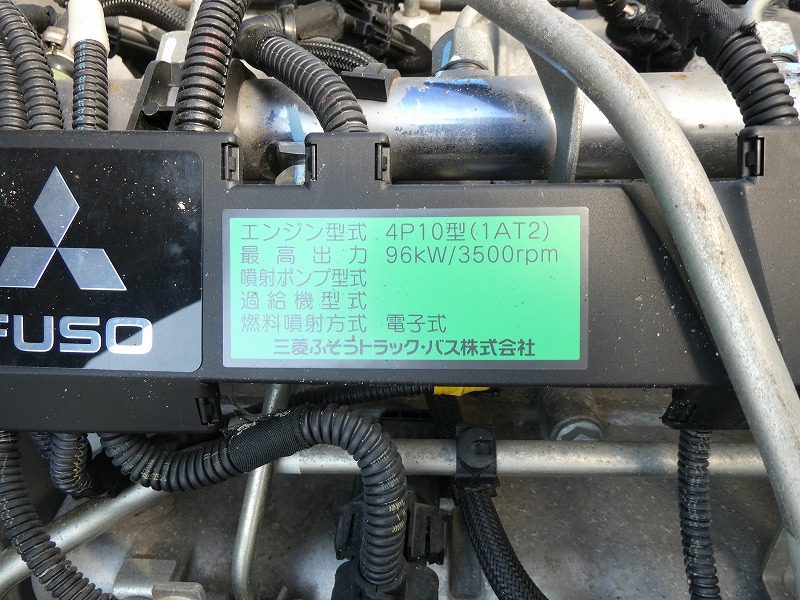 エンジン型式 4P10型(1AT2)
最高出力 96kW/3500rpm
噴射ポンプ型式
過給機型式
燃料噴射方式 電子式
三菱ふそうトラック・バス株式会社
FUSO